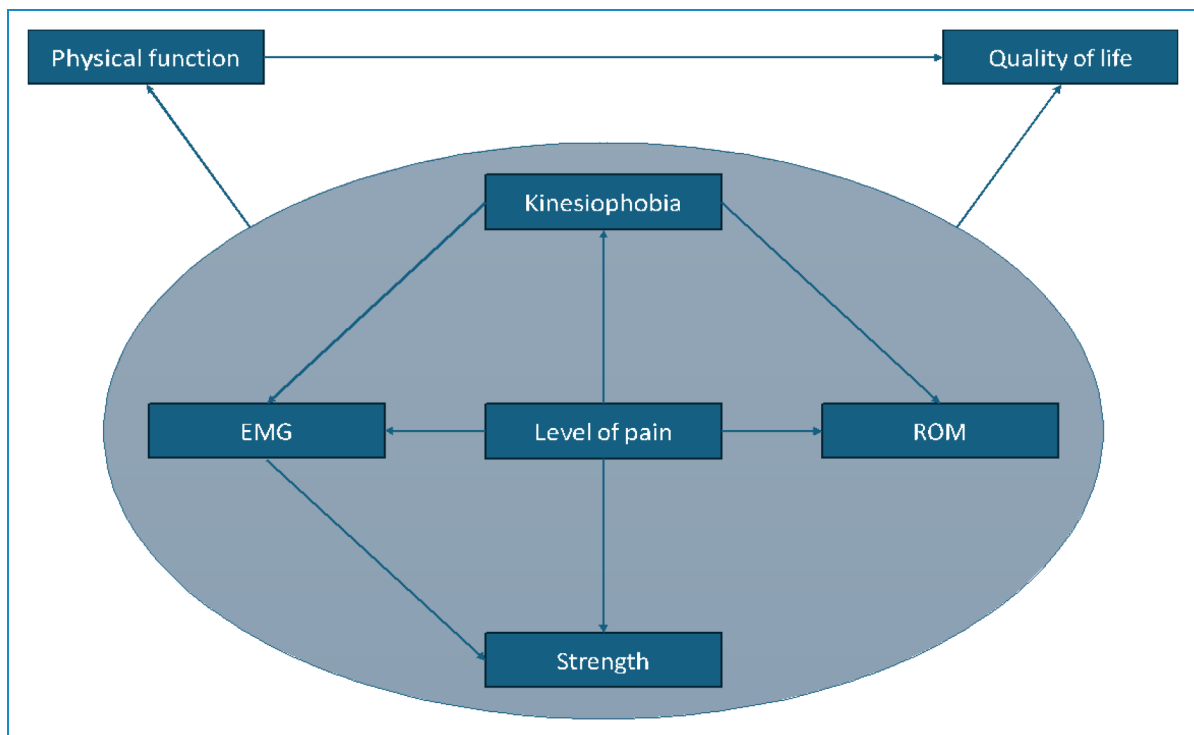 Physical function
Quality of life
Kinesiophobia
EMG
Level of pain
ROM
Strength